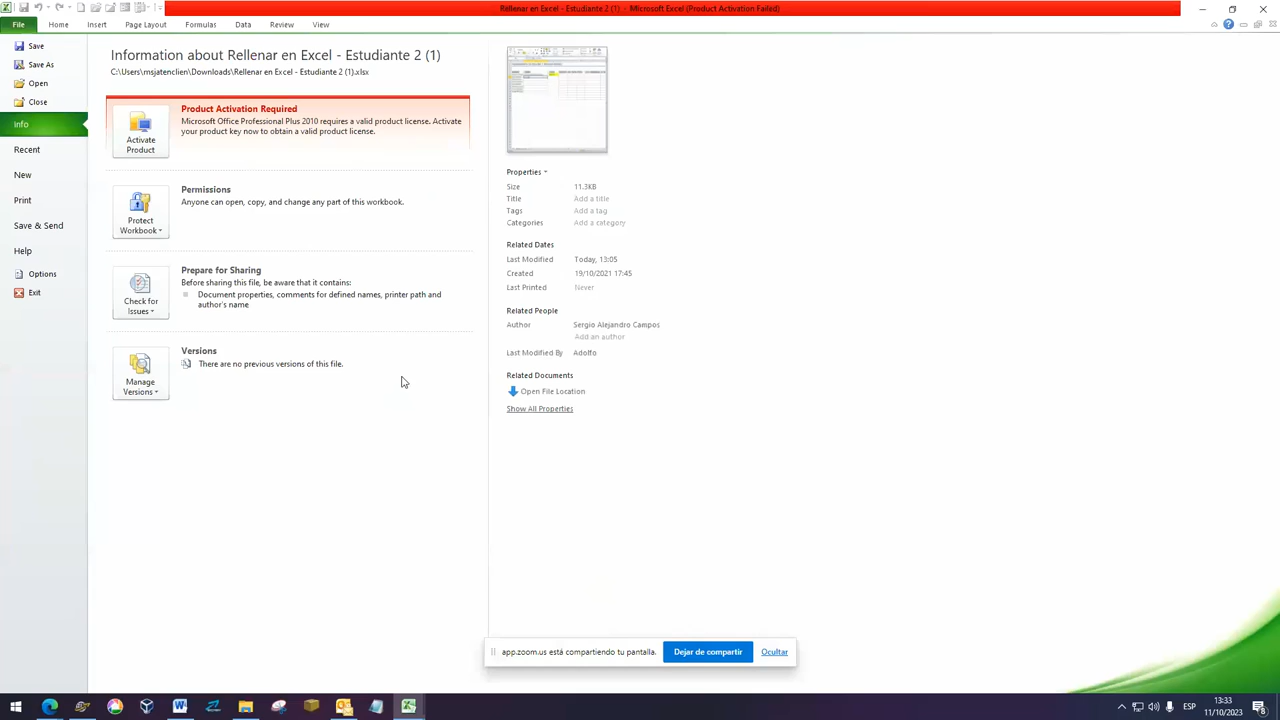 Rellenar en Excel - Estudiante 2 (1) - Microsoft Excel (Product Activation Failed)
File Home Insert Page Layout Formulas Data Review View
Save
Save As
Open
Close
Info
Recent
New
Print
Save & Send
Help
Options
Exit
Information about Rellenar en Excel - Estudiante 2 (1)
C:\Users\msjatenclien\Downloads\Rellenar en Excel - Estudiante 2 (1).xlsx
Activate
Product
Product Activation Required
Microsoft Office Professional Plus 2010 requires a valid product license. Activate
your product key now to obtain a valid product license.
Protect
Workbook
Permissions
Anyone can open, copy, and change any part of this workbook.
Check for
Issues
Prepare for Sharing
Before sharing this file, be aware that it contains:
Document properties, comments for defined names, printer path and
author's name
Manage
Versions
Versions
There are no previous versions of this file.
Properties
Size 11.3KB
Title Add a title
Tags Add a tag
Categories Add a category
Related Dates
Last Modified Today, 13:05
Created 19/10/2021 17:45
Last Printed Never
Related People
Author Sergio Alejandro Campos
Add an author
Last Modified By Adolfo
Related Documents
Open File Location
Show All Properties
app.zoom.us está compartiendo tu pantalla. Dejar de compartir Ocultar
ESP
13:33
11/10/2023
8